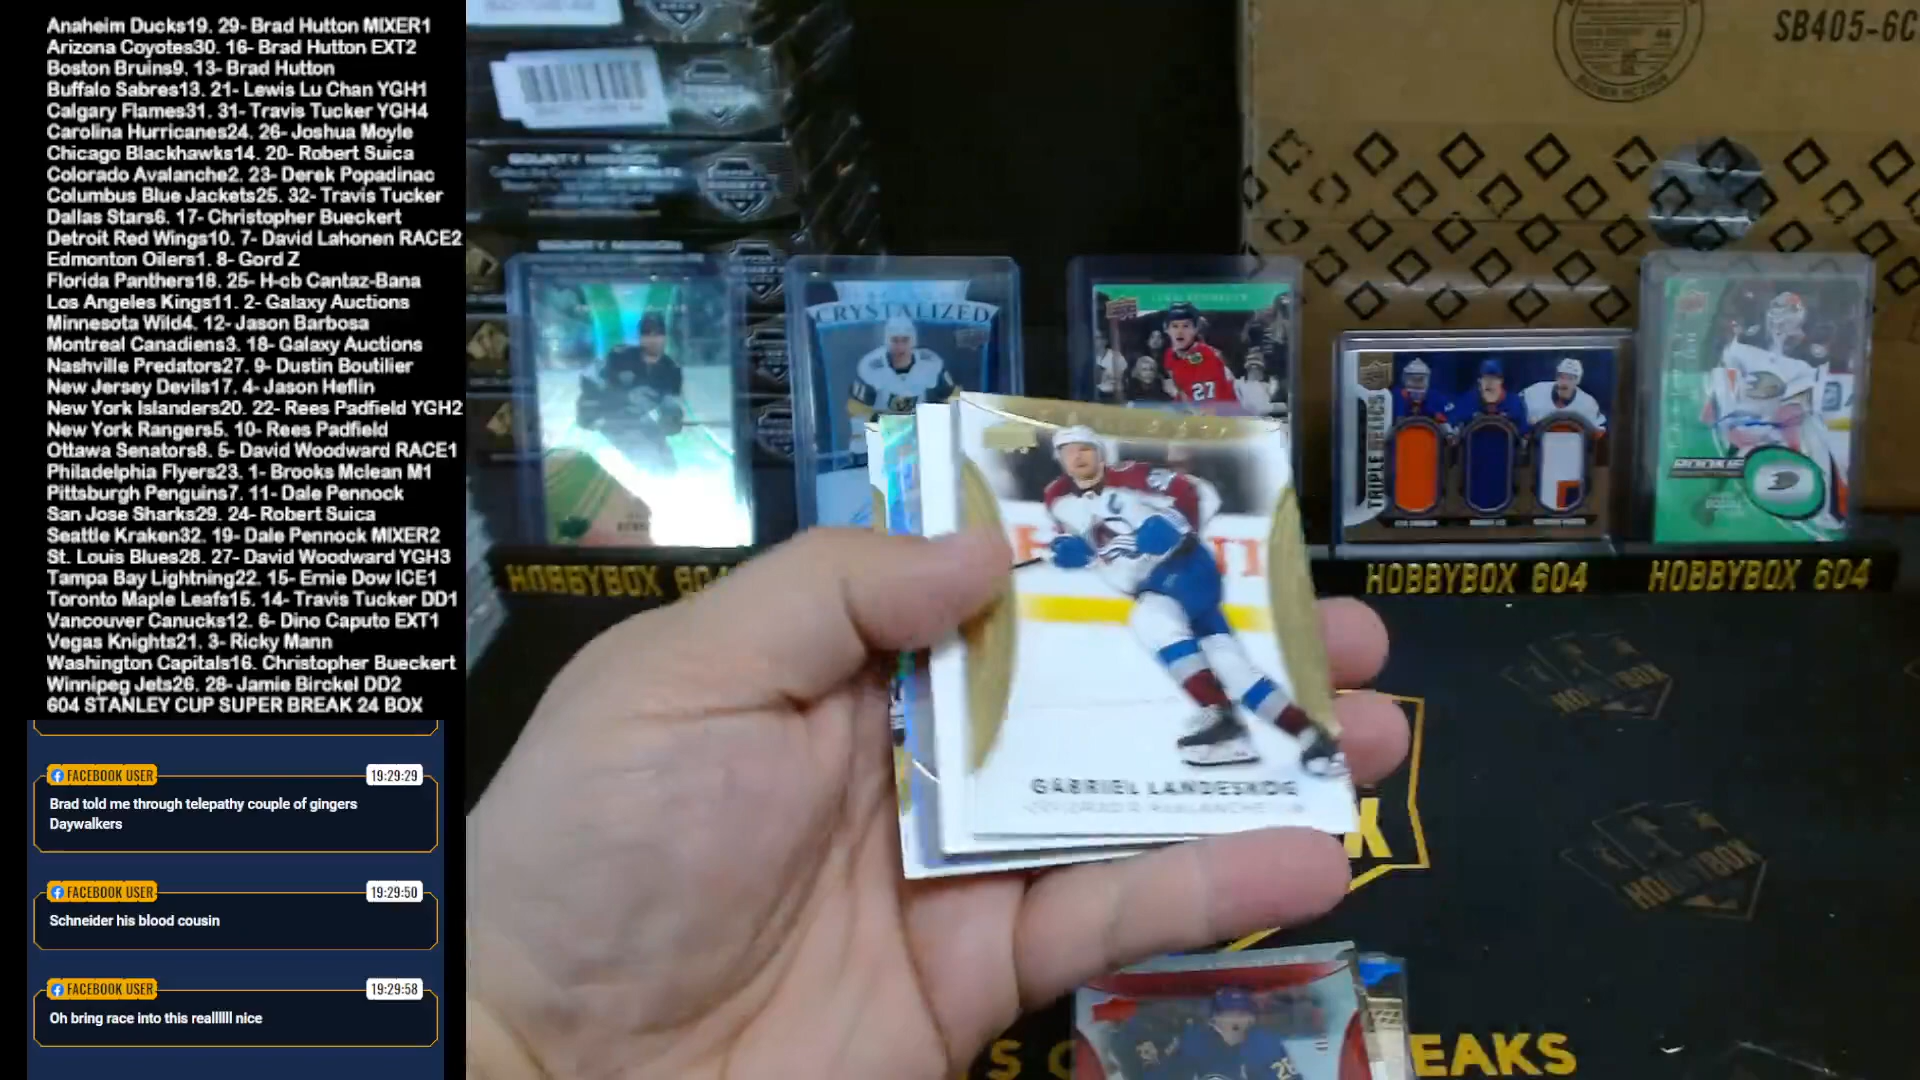 Anaheim Ducks19. 29- Brad Hutton MIXER1
Arizona Coyotes30. 16- Brad Hutton EXT2
Boston Bruins9. 13- Brad Hutton
Buffalo Sabres13. 21- Lewis Lu Chan YGH1
Calgary Flames31. 31- Travis Tucker YGH4
Carolina Hurricanes24. 26- Joshua Moyle
Chicago Blackhawks14. 20- Robert Suica
Colorado Avalanche2. 23- Derek Popadinac
Columbus Blue Jackets25. 32- Travis Tucker
Dallas Stars6. 17- Christopher Bueckert
Detroit Red Wings10. 7- David Lahonen RACE2
Edmonton Oilers1. 8- Gord Z
Florida Panthers18. 25- H-cb Cantaz-Bana
Los Angeles Kings11. 2- Galaxy Auctions
Minnesota Wild4. 12- Jason Barbosa
Montreal Canadiens3. 18- Galaxy Auctions
Nashville Predators27. 9- Dustin Boutilier
New Jersey Devils17. 4- Jason Heflin
New York Islanders20. 22- Rees Padfield YGH2
New York Rangers5. 10- Rees Padfield
Ottawa Senators8. 5- David Woodward RACE1
Philadelphia Flyers23. 1- Brooks Mclean M1
Pittsburgh Penguins7. 11- Dale Pennock
San Jose Sharks29. 24- Robert Suica
Seattle Kraken32. 19- Dale Pennock MIXER2
St. Louis Blues28. 27- David Woodward YGH3
Tampa Bay Lightning22. 15- Ernie Dow ICE1
Toronto Maple Leafs15. 14- Travis Tucker DD1
Vancouver Canucks12. 6- Dino Caputo EXT1
Vegas Knights21. 3- Ricky Mann
Washington Capitals16. Christopher Bueckert
Winnipeg Jets26. 28- Jamie Birckel DD2
604 STANLEY CUP SUPER BREAK 24 BOX
FACEBOOK USER 19:29:29
Brad told me through telepathy couple of gingers
Daywalkers
FACEBOOK USER 19:29:50
Schneider his blood cousin
FACEBOOK USER 19:29:58
Oh bring race into this reallllll nice
SB405-6C
CRYSTALIZED
27
TRIPLE RELICS
ROOKIE
HOBBYBOX 604
HOBBYBOX 604
HOBBYBOX 604
GABRIEL LANDESKOG
COLORADO AVALANCHE
EAKS